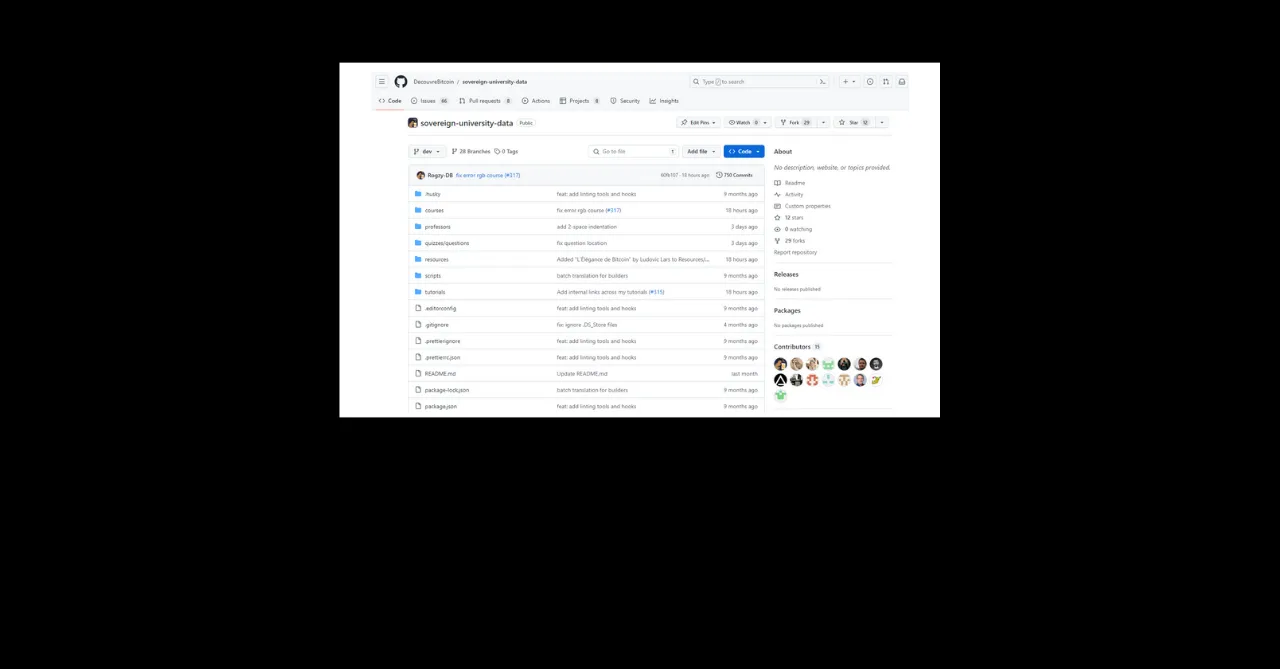 DecouvreBitcoin / sovereign-university-data
Type / to search
Code Issues 66 Pull requests 8 Actions Projects 8 Security Insights
sovereign-university-data Public
Edit Pins Watch 8 Fork 29 Star 12
dev 28 Branches 0 Tags Go to file t Add file Code
Rogzy-DB fix error rgb course (#317) 18 hours ago 750 Commits
.husky feat: add linting tools and hooks 9 months ago
courses fix error rgb course (#317) 18 hours ago
professors add 2-space indentation 3 days ago
quizzes/questions fix question location 3 days ago
resources Added "L'Élégance de Bitcoin" by Ludovic Lars to Resources/... 18 hours ago
scripts batch translation for builders 9 months ago
tutorials Add internal links across my tutorials (#315) 18 hours ago
.editorconfig feat: add linting tools and hooks 9 months ago
.gitignore fix: ignore .DS_Store files 4 months ago
.prettierignore feat: add linting tools and hooks 9 months ago
.prettierrc.json feat: add linting tools and hooks 9 months ago
README.md Update README.md last month
package-lock.json batch translation for builders 9 months ago
package.json feat: add linting tools and hooks 9 months ago
About
No description, website, or topics provided.
Readme
Activity
Custom properties
12 stars
8 watching
29 forks
Report repository
Releases
No releases published
Packages
No packages published
Contributors 15